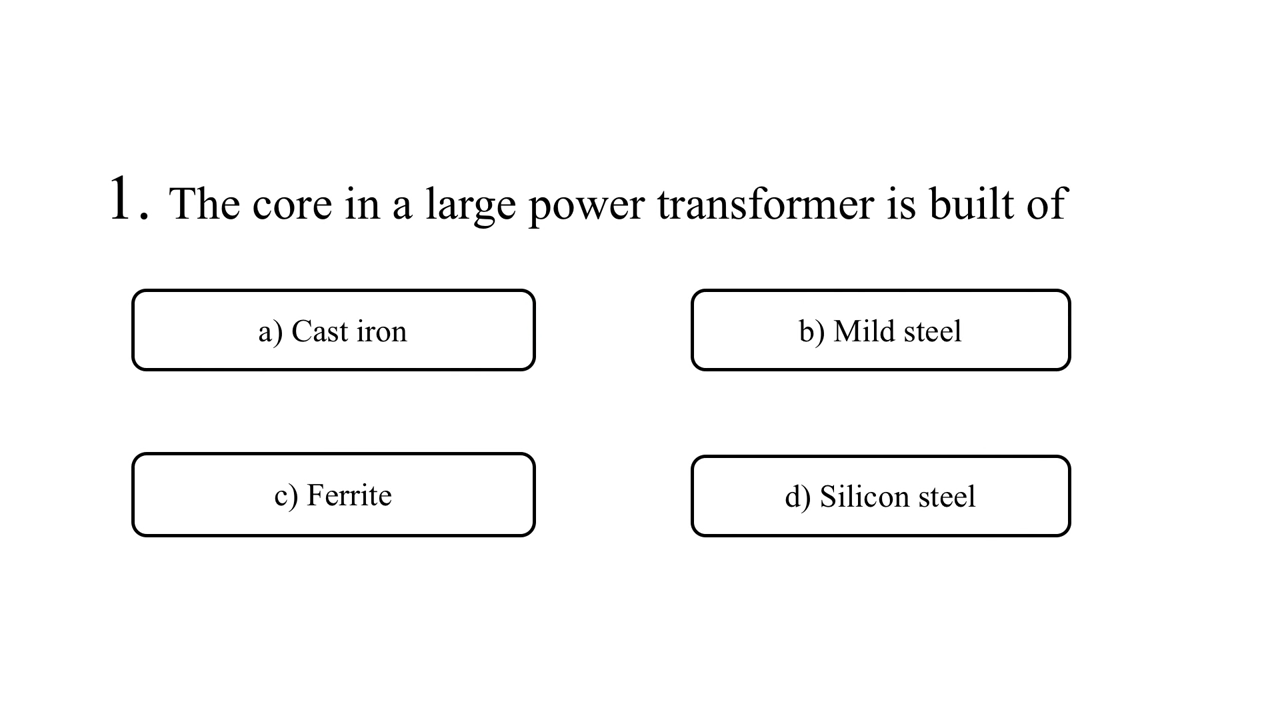 1. The core in a large power transformer is built of
a) Cast iron
b) Mild steel
c) Ferrite
d) Silicon steel